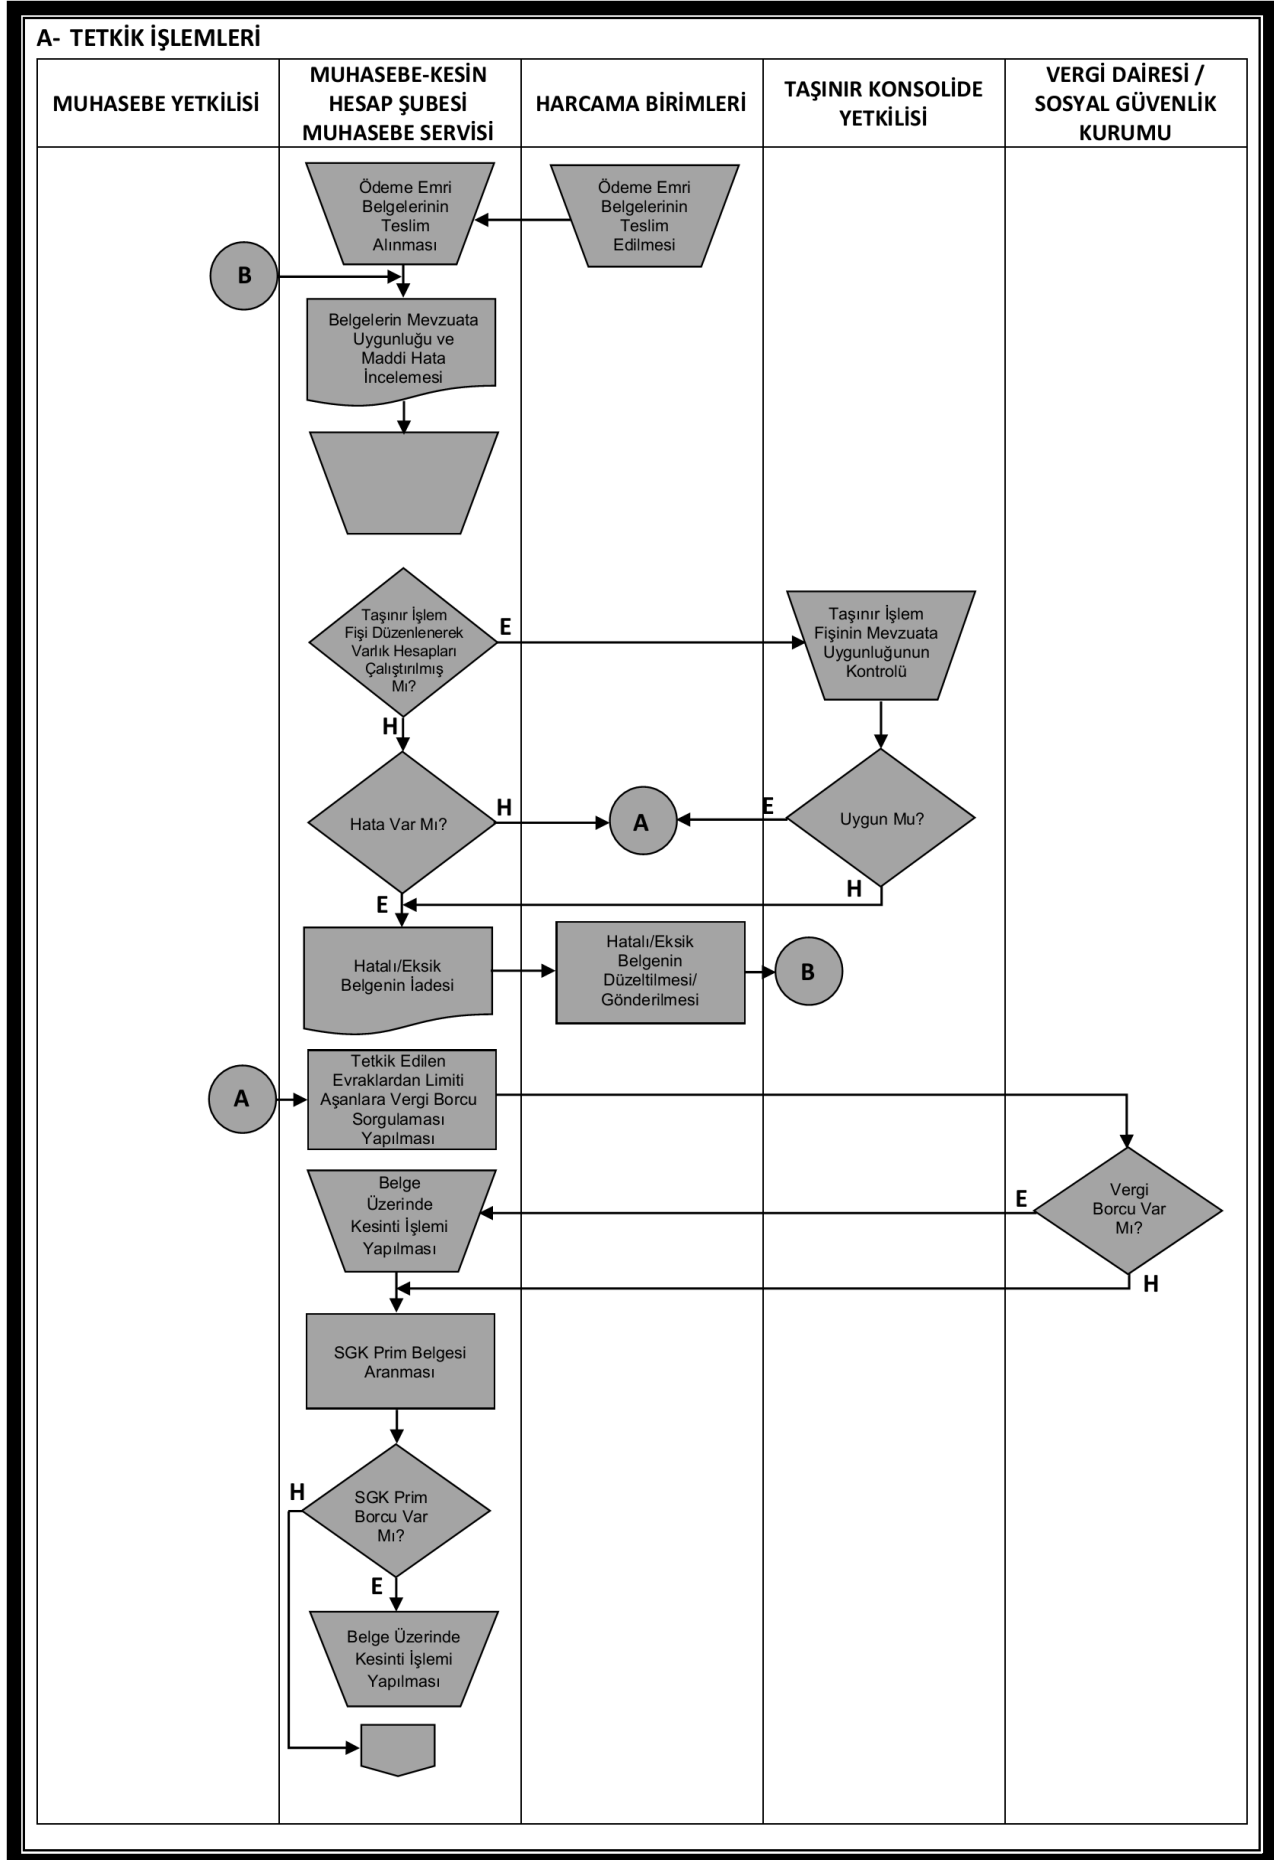 A- TETKİK İŞLEMLERİ
MUHASEBE YETKİLİSİ
MUHASEBE-KESİN
HESAP ŞUBESİ
MUHASEBE SERVİSİ
HARCAMA BİRİMLERİ
TAŞINIR KONSOLİDE
YETKİLİSİ
VERGİ DAİRESİ /
SOSYAL GÜVENLİK
KURUMU
Ödeme Emri
Belgelerinin
Teslim
Alınması
Ödeme Emri
Belgelerinin
Teslim
Edilmesi
B
Belgelerin Mevzuata
Uygunluğu ve
Maddi Hata
İncelemesi
Taşınır İşlem
Fişi Düzenlenerek
Varlık Hesapları
Çalıştırılmış
Mı?
E
Taşınır İşlem
Fişinin Mevzuata
Uygunluğunun
Kontrolü
H
Hata Var Mı?
H
A
E
Uygun Mu?
E
H
Hatalı/Eksik
Belgenin İadesi
Hatalı/Eksik
Belgenin
Düzeltilmesi/
Gönderilmesi
B
A
Tetkik Edilen
Evraklardan Limiti
Aşanlara Vergi Borcu
Sorgulaması
Yapılması
Belge
Üzerinde
Kesinti İşlemi
Yapılması
E
Vergi
Borcu Var
Mı?
H
SGK Prim Belgesi
Aranması
H
SGK Prim
Borcu Var
Mı?
E
Belge Üzerinde
Kesinti İşlemi
Yapılması